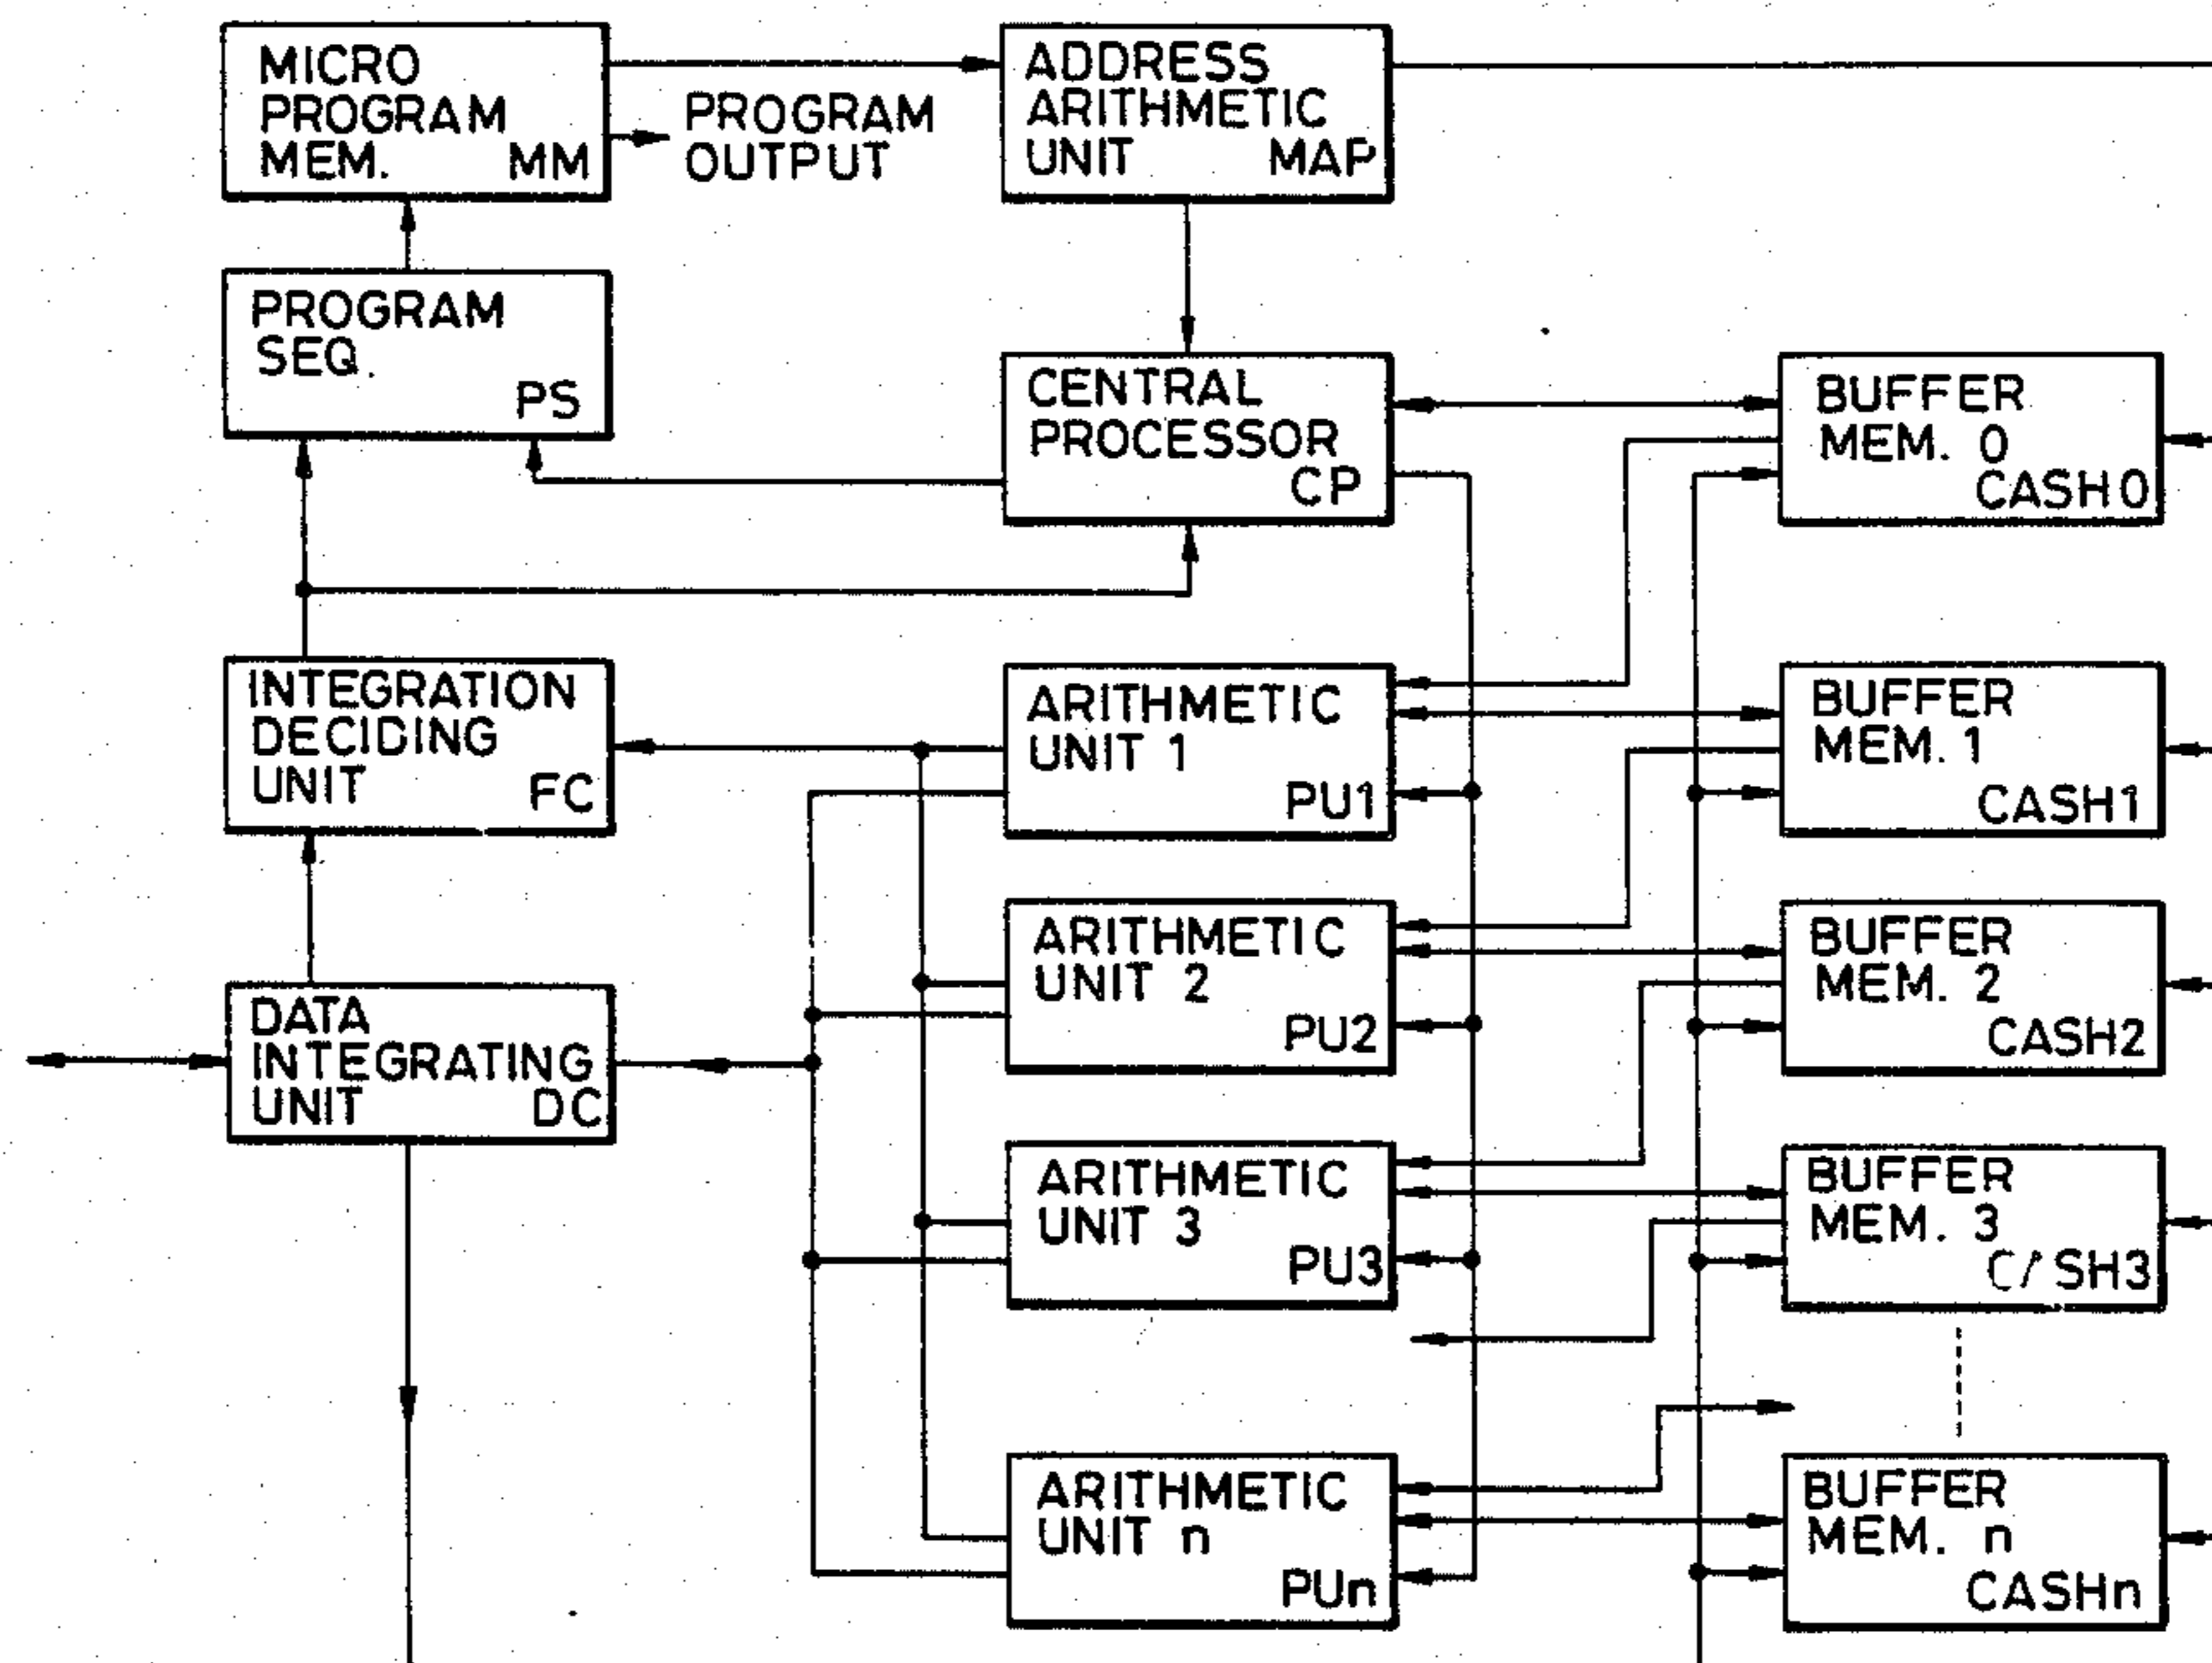 MICRO
PROGRAM
MEM. MM
PROGRAM
OUTPUT
ADDRESS
ARITHMETIC
UNIT MAP
PROGRAM
SEQ.
PS
CENTRAL
PROCESSOR
CP
BUFFER
MEM. 0
CASH0
INTEGRATION
DECIDING
UNIT FC
ARITHMETIC
UNIT 1
PU1
BUFFER
MEM. 1
CASH1
DATA
INTEGRATING
UNIT DC
ARITHMETIC
UNIT 2
PU2
BUFFER
MEM. 2
CASH2
ARITHMETIC
UNIT 3
PU3
BUFFER
MEM. 3
CASH3
ARITHMETIC
UNIT n
PUn
BUFFER
MEM. n
CASHn